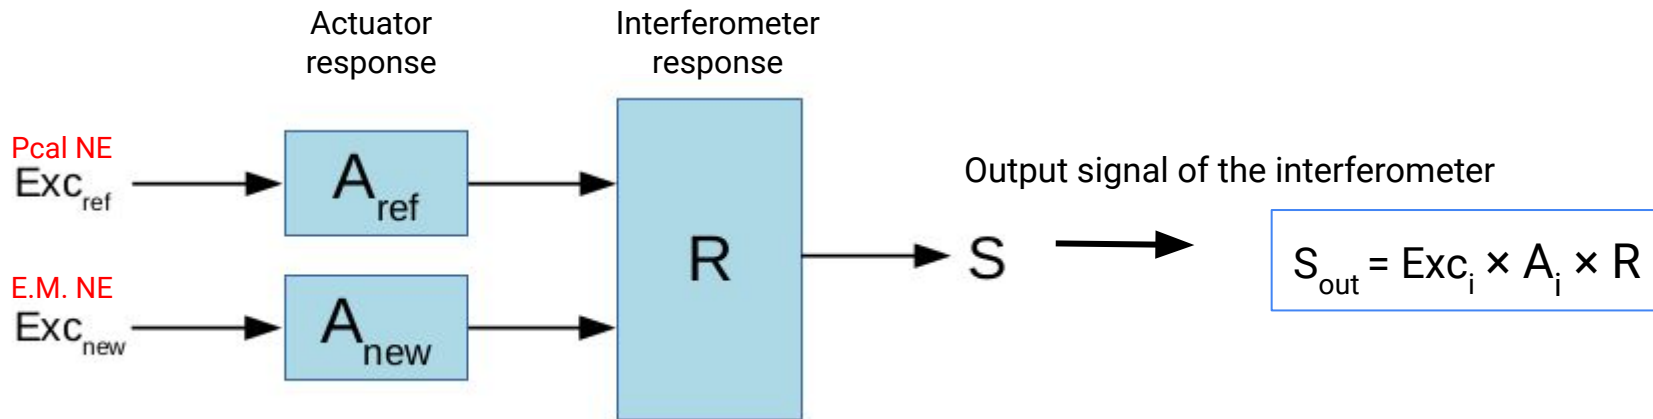 Actuator
response
Interferometer
response
Pcal NE
Exc_ref
A_ref
E.M. NE
Exc_new
A_new
R
S
Output signal of the interferometer
S_out = Exc_i × A_i × R